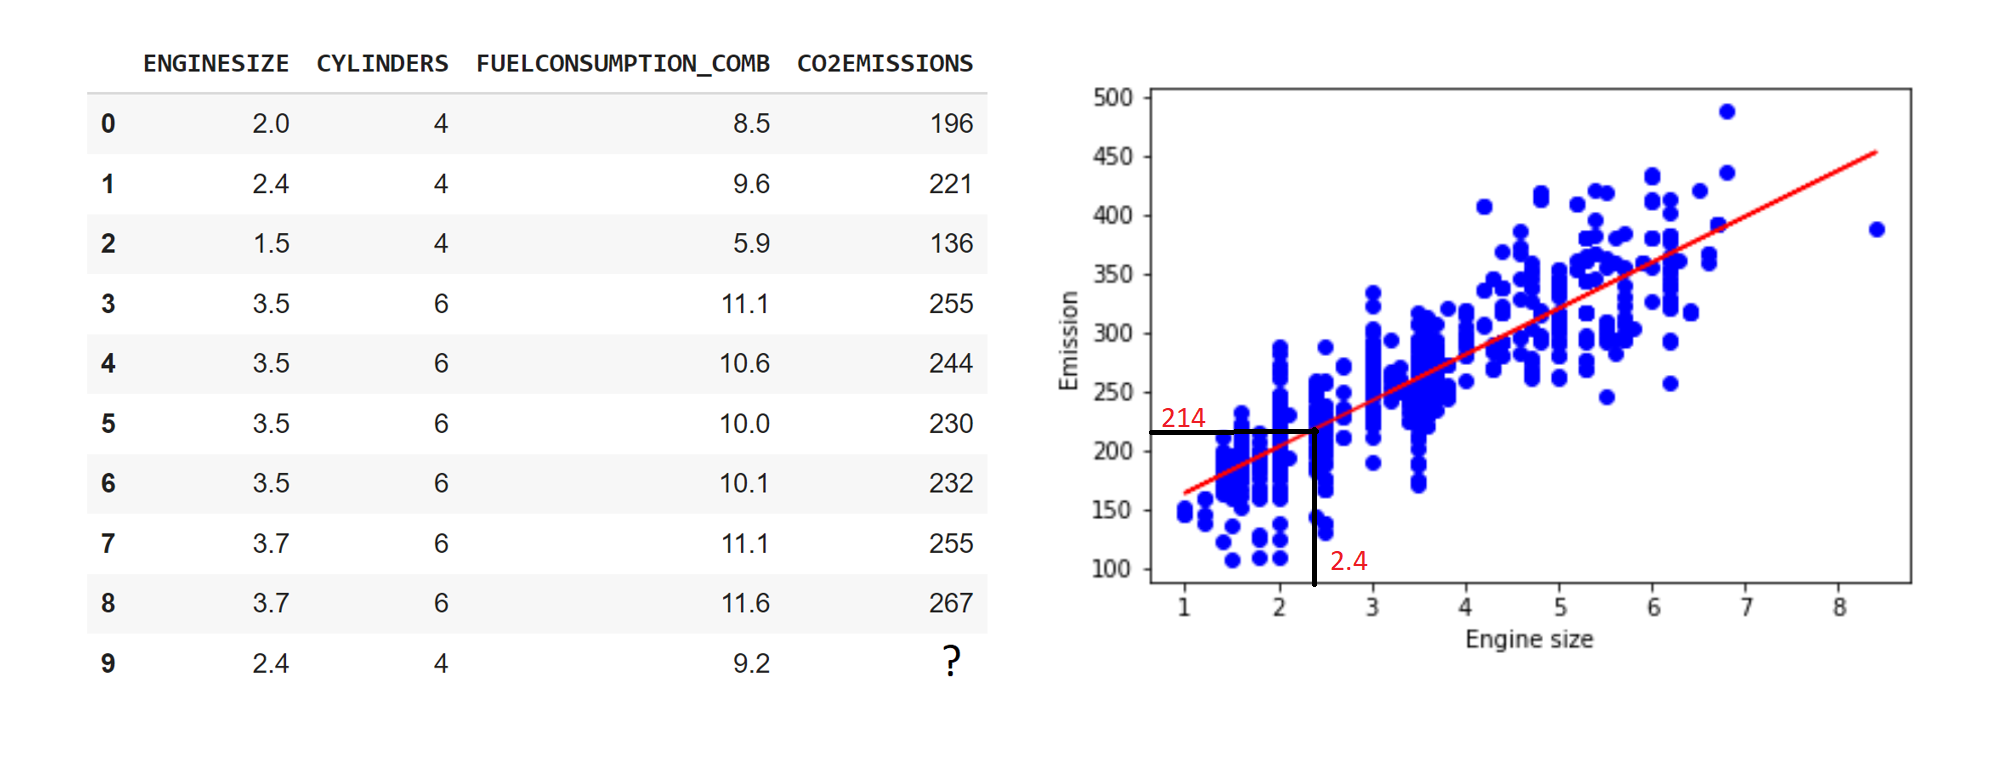 ENGINESIZE CYLINDERS FUELCONSUMPTION_COMB CO2EMISSIONS
0 2.0 4 8.5 196
1 2.4 4 9.6 221
2 1.5 4 5.9 136
3 3.5 6 11.1 255
4 3.5 6 10.6 244
5 3.5 6 10.0 230
6 3.5 6 10.1 232
7 3.7 6 11.1 255
8 3.7 6 11.6 267
9 2.4 4 9.2 ?
500
450
400
350
300
250
200
150
100
Emission
214
2.4
1 2 3 4 5 6 7 8
Engine size